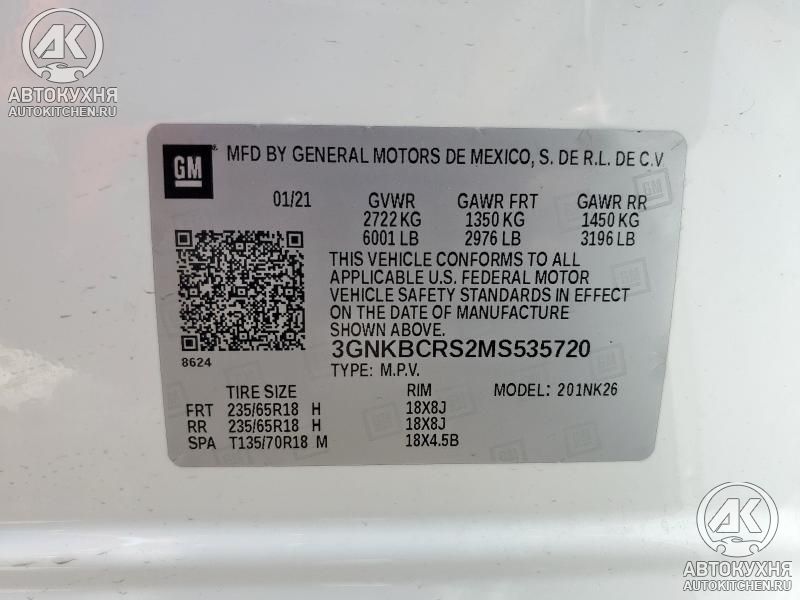 AK
АВТОКУХНЯ
AUTOKITCHEN.RU
GM
MFD BY GENERAL MOTORS DE MEXICO, S. DE R.L. DE C.V
01/21 GVWR GAWR FRT GAWR RR
2722 KG 1350 KG 1450 KG
6001 LB 2976 LB 3196 LB
THIS VEHICLE CONFORMS TO ALL
APPLICABLE U.S. FEDERAL MOTOR
VEHICLE SAFETY STANDARDS IN EFFECT
ON THE DATE OF MANUFACTURE
SHOWN ABOVE.
3GNKBCRS2MS535720
8624 TYPE: M.P.V.
TIRE SIZE RIM MODEL: 201NK26
FRT 235/65R18 H 18X8J
RR 235/65R18 H 18X8J
SPA T135/70R18 M 18X4.5B
AK
АВТОКУХНЯ
AUTOKITCHEN.RU